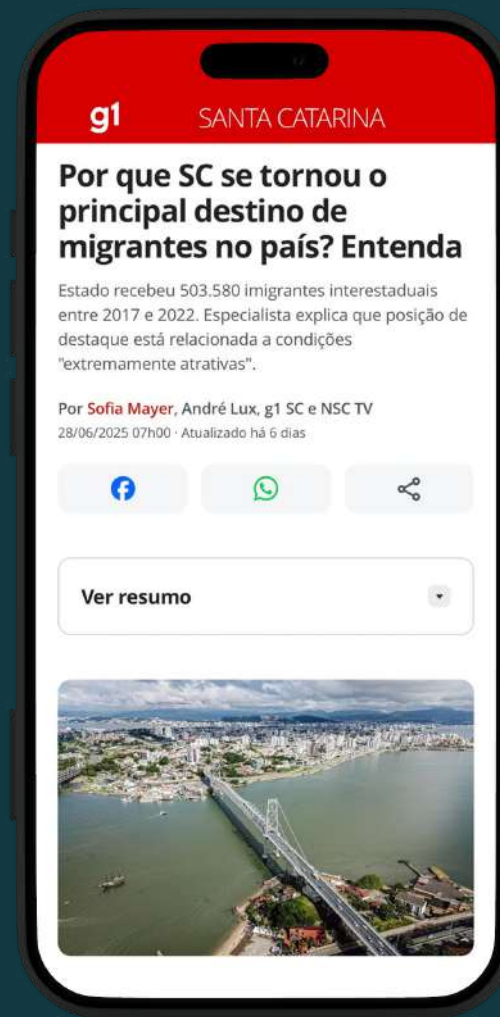 g1 SANTA CATARINA
Por que SC se tornou o
principal destino de
migrantes no país? Entenda
Estado recebeu 503.580 imigrantes interestaduais
entre 2017 e 2022. Especialista explica que posição de
destaque está relacionada a condições
"extremamente atrativas".
Por Sofia Mayer, André Lux, g1 SC e NSC TV
28/06/2025 07h00 · Atualizado há 6 dias
Ver resumo